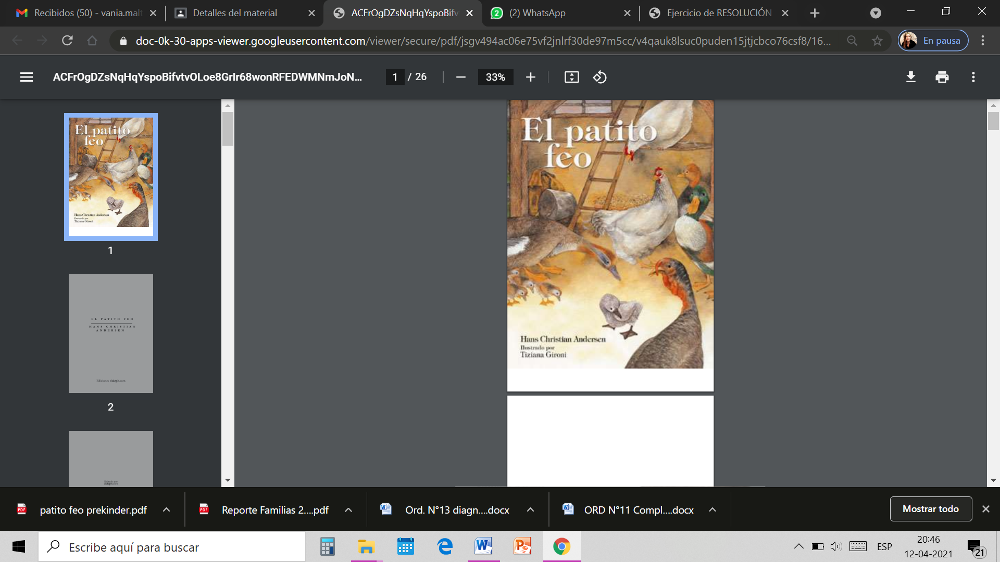 Recibidos (50) - vania.malt
Detalles del material
ACFrOgDZsNqHqYspoBifv
(2) WhatsApp
Ejercicio de RESOLUCIÓN
doc-0k-30-apps-viewer.googleusercontent.com/viewer/secure/pdf/jsgv494ac06e75vf2jnlrf30de97m5cc/v4qauk8lsuc0puden15jtjcbco76csf8/16...
En pausa
ACFrOgDZsNqHqYspoBifvtvOLoe8GrIr68wonRFEDWMNmJoN...
1 / 26
33%
El patito
feo
Hans Christian Andersen
Ilustrado por
Tiziana Gironi
1
EL PATITO FEO
HANS CHRISTIAN
ANDERSEN
Ediciones elaleph.com
2
Editado por
elaleph.com
El patito
feo
Hans Christian Andersen
Ilustrado por
Tiziana Gironi
patito feo prekinder.pdf
Reporte Familias 2....pdf
Ord. N°13 diagn....docx
ORD N°11 Compl....docx
Mostrar todo
Escribe aquí para buscar
ESP
20:46
12-04-2021
21